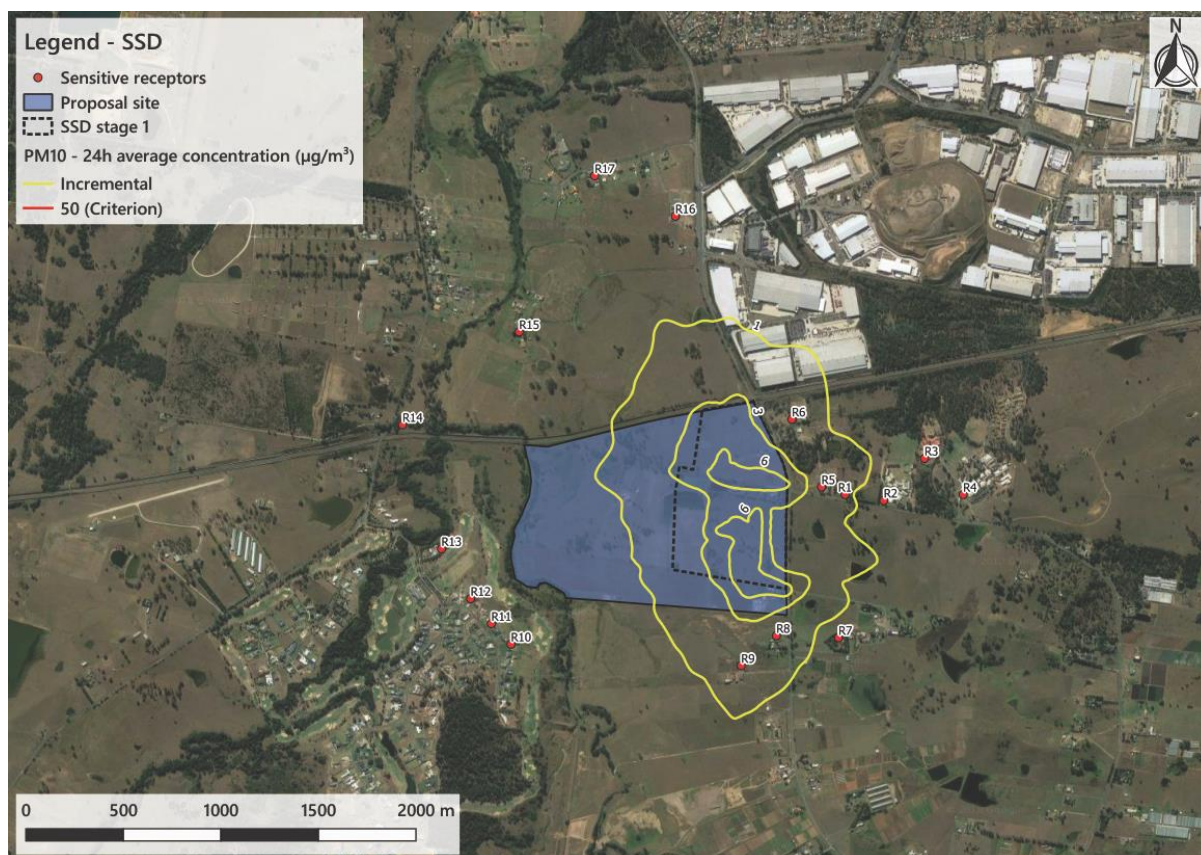 Legend - SSD
Sensitive receptors
Proposal site
SSD stage 1
PM10 - 24h average concentration (µg/m³)
Incremental
50 (Criterion)
N
R17
R16
R15
1
R14
3
R6
R3
6
R5
R1
R2
R4
6
R13
R12
R11
R10
R8
R7
R9
0 500 1000 1500 2000 m